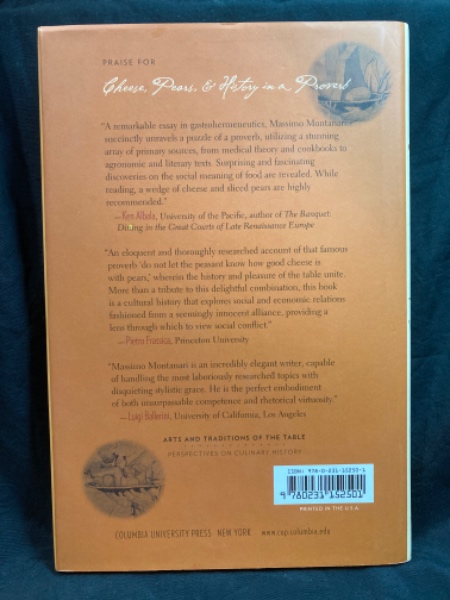 PRAISE FOR
Cheese, Pears, & History in a Proverb
"A remarkable essay in gastrohermeneutics, Massimo Montanari
succinctly unravels a puzzle of a proverb, utilizing a stunning
array of primary sources, from medical theory and cookbooks to
agronomic and literary texts. Surprising and fascinating
discoveries on the social meaning of food are revealed. While
reading, a wedge of cheese and sliced pears are highly
recommended."
—Ken Albala, University of the Pacific, author of The Banquet:
Dining in the Great Courts of Late Renaissance Europe
"An eloquent and thoroughly researched account of that famous
proverb 'do not let the peasant know how good cheese is
with pears,' wherein the history and pleasure of the table unite.
More than a tribute to this delightful combination, this book
is a cultural history that explores social and economic relations
fashioned from a seemingly innocent alliance, providing a
lens through which to view social conflict."
—Pietro Frassica, Princeton University
"Massimo Montanari is an incredibly elegant writer, capable
of handling the most laboriously researched topics with
disquieting stylistic grace. He is the perfect embodiment
of both unsurpassable competence and rhetorical virtuosity."
—Luigi Ballerini, University of California, Los Angeles
ARTS AND TRADITIONS OF THE TABLE
PERSPECTIVES ON CULINARY HISTORY
ISBN: 978-0-231-15250-1
9 780231 152501
PRINTED IN THE U.S.A.
COLUMBIA UNIVERSITY PRESS NEW YORK www.cup.columbia.edu